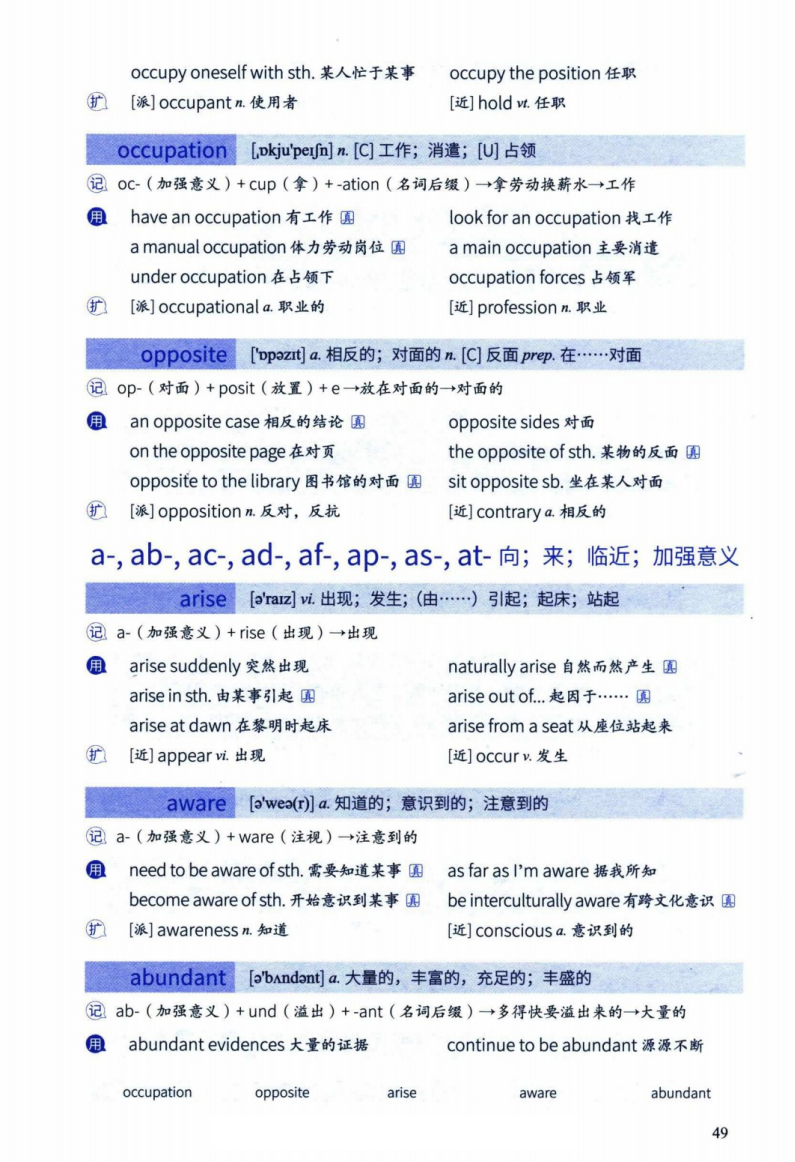 occupy oneself with sth. 某人忙于某事 occupy the position 任职
扩 [派] occupant n. 使用者 [近] hold vt. 任职
occupation [ˌɒkju'peɪʃn] n. [C] 工作；消遣；[U] 占领
记 oc-（加强意义）+ cup（拿）+ -ation（名词后缀）→拿劳动换薪水→工作
用 have an occupation 有工作 真 look for an occupation 找工作
a manual occupation 体力劳动岗位 真 a main occupation 主要消遣
under occupation 在占领下 occupation forces 占领军
扩 [派] occupational a. 职业的 [近] profession n. 职业
opposite ['ɒpəzɪt] a. 相反的；对面的 n. [C] 反面 prep. 在……对面
记 op-（对面）+ posit（放置）+ e→放在对面的→对面的
用 an opposite case 相反的结论 真 opposite sides 对面
on the opposite page 在对页 the opposite of sth. 某物的反面 真
opposite to the library 图书馆的对面 真 sit opposite sb. 坐在某人对面
扩 [派] opposition n. 反对，反抗 [近] contrary a. 相反的
a-, ab-, ac-, ad-, af-, ap-, as-, at- 向；来；临近；加强意义
arise [ə'raɪz] vi. 出现；发生；（由……）引起；起床；站起
记 a-（加强意义）+ rise（出现）→出现
用 arise suddenly 突然出现 naturally arise 自然而然产生 真
arise in sth. 由某事引起 真 arise out of... 起因于…… 真
arise at dawn 在黎明时起床 arise from a seat 从座位站起来
扩 [近] appear vi. 出现 [近] occur v. 发生
aware [ə'weə(r)] a. 知道的；意识到的；注意到的
记 a-（加强意义）+ ware（注视）→注意到的
用 need to be aware of sth. 需要知道某事 真 as far as I'm aware 据我所知
become aware of sth. 开始意识到某事 真 be interculturally aware 有跨文化意识 真
扩 [派] awareness n. 知道 [近] conscious a. 意识到的
abundant [ə'bʌndənt] a. 大量的，丰富的，充足的；丰盛的
记 ab-（加强意义）+ und（溢出）+ -ant（名词后缀）→多得快要溢出来的→大量的
用 abundant evidences 大量的证据 continue to be abundant 源源不断
occupation opposite arise aware abundant
49